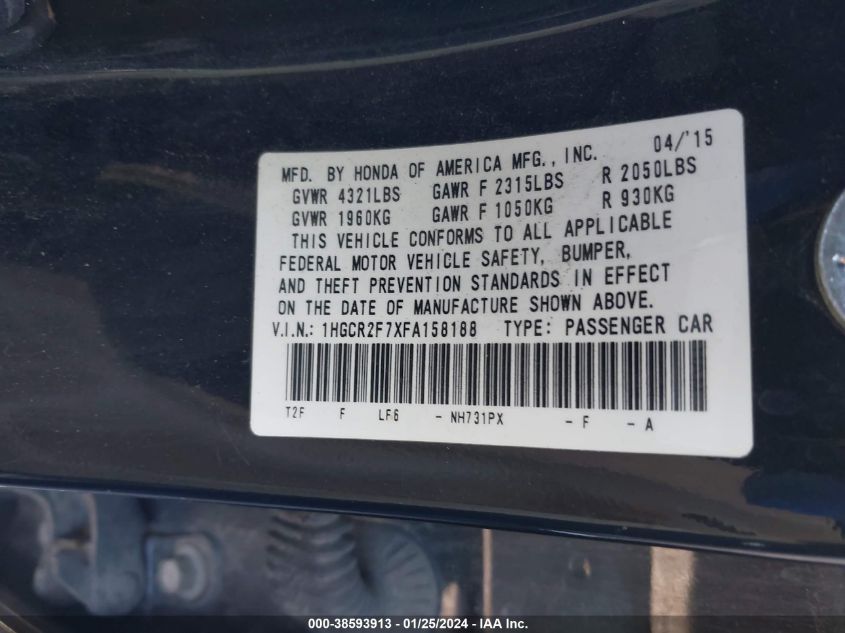 MFD. BY HONDA OF AMERICA MFG., INC. 04/'15
GVWR 4321LBS GAWR F 2315LBS R 2050LBS
GVWR 1960KG GAWR F 1050KG R 930KG
THIS VEHICLE CONFORMS TO ALL APPLICABLE
FEDERAL MOTOR VEHICLE SAFETY, BUMPER,
AND THEFT PREVENTION STANDARDS IN EFFECT
ON THE DATE OF MANUFACTURE SHOWN ABOVE.
V.I.N.: 1HGCR2F7XFA158188 TYPE: PASSENGER CAR
T2F F LF6 - NH731PX - F - A
000-38593913 - 01/25/2024 - IAA Inc.